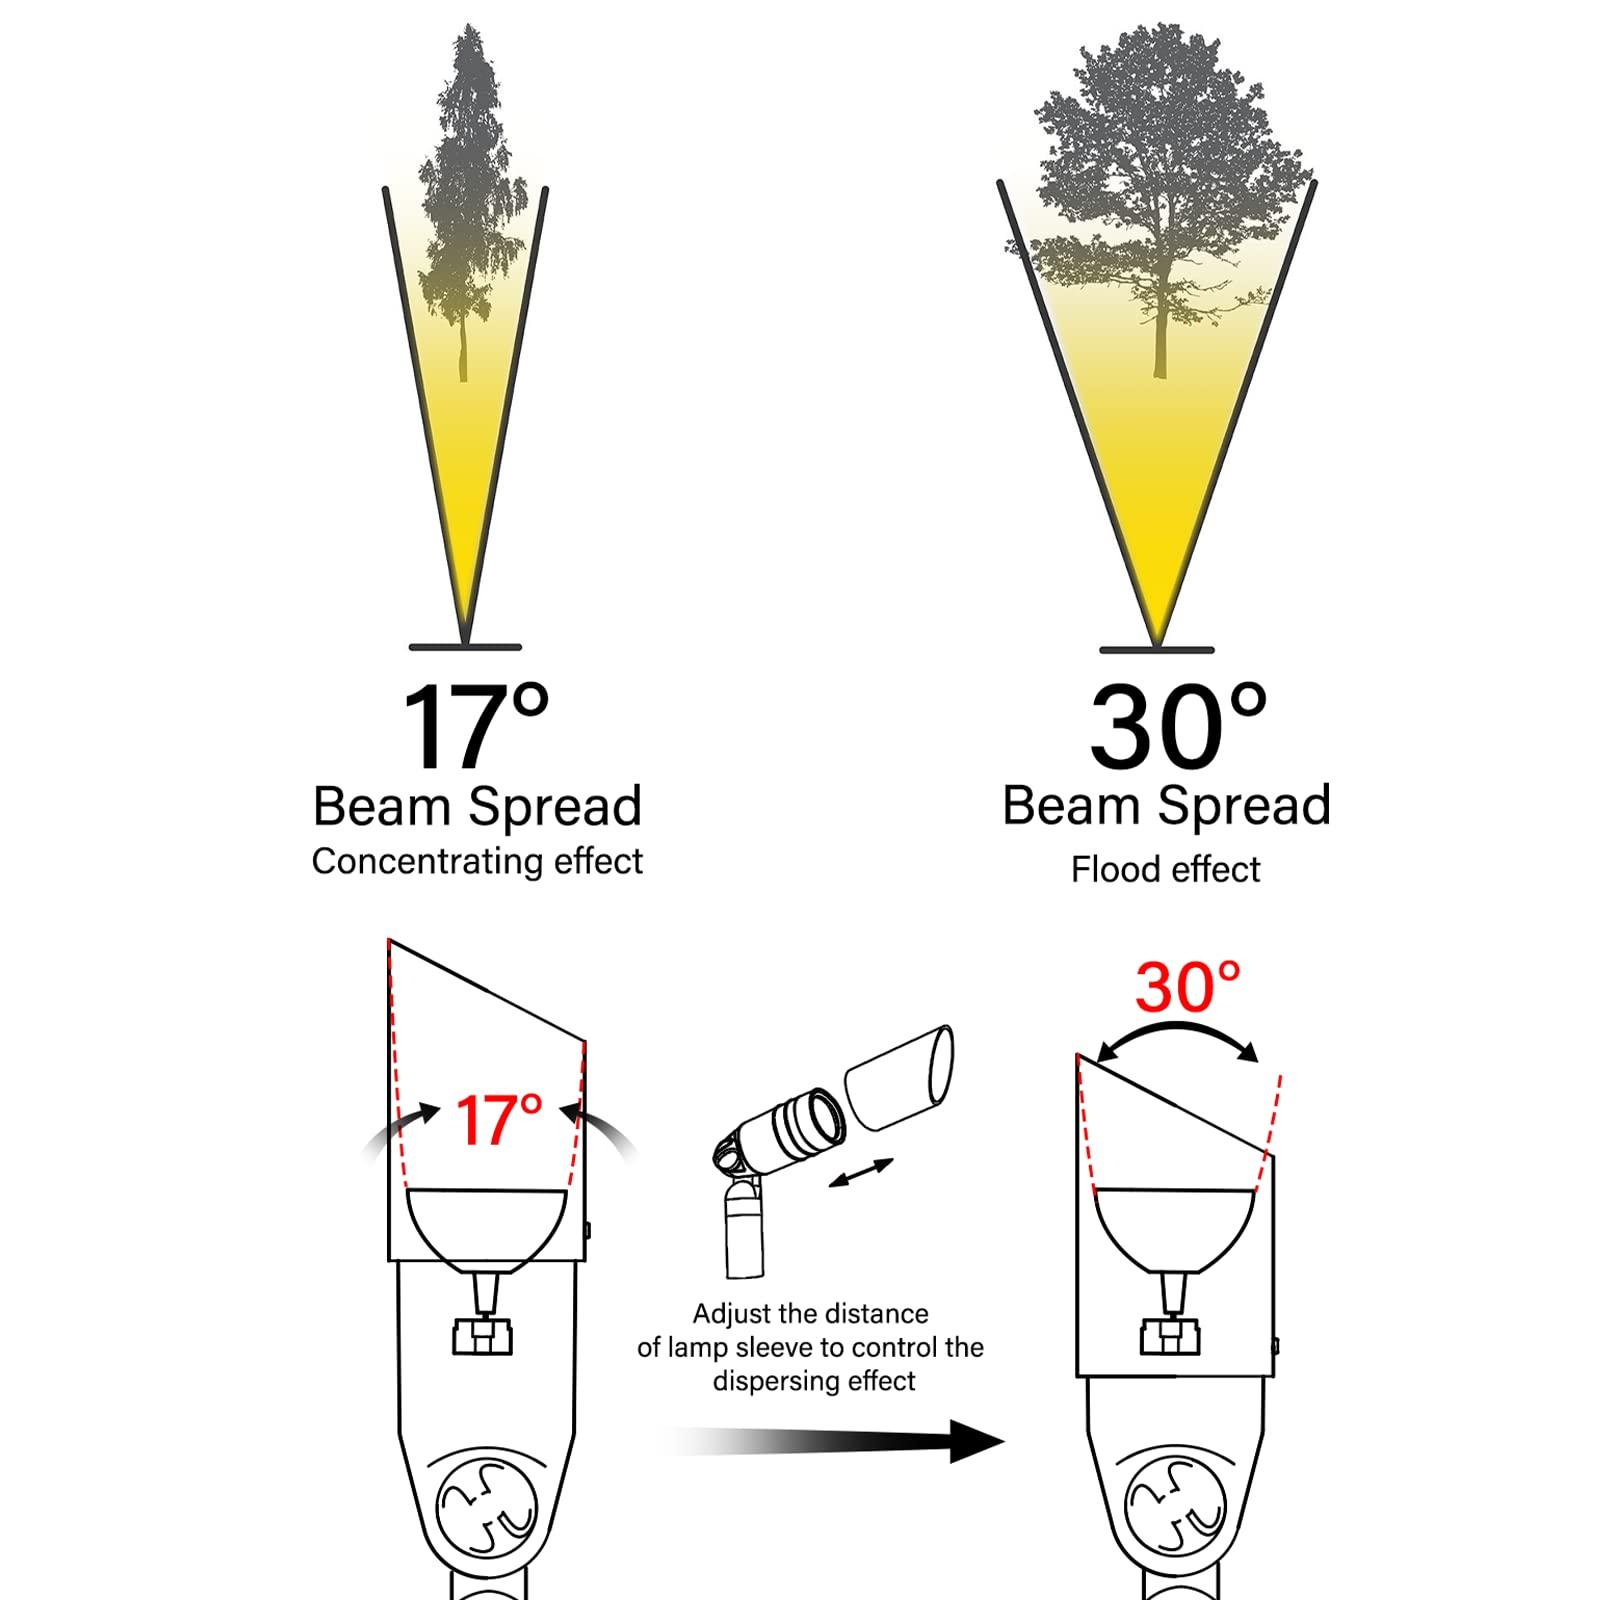 17°
Beam Spread
Concentrating effect
30°
Beam Spread
Flood effect
17°
Adjust the distance
of lamp sleeve to control the
dispersing effect
30°